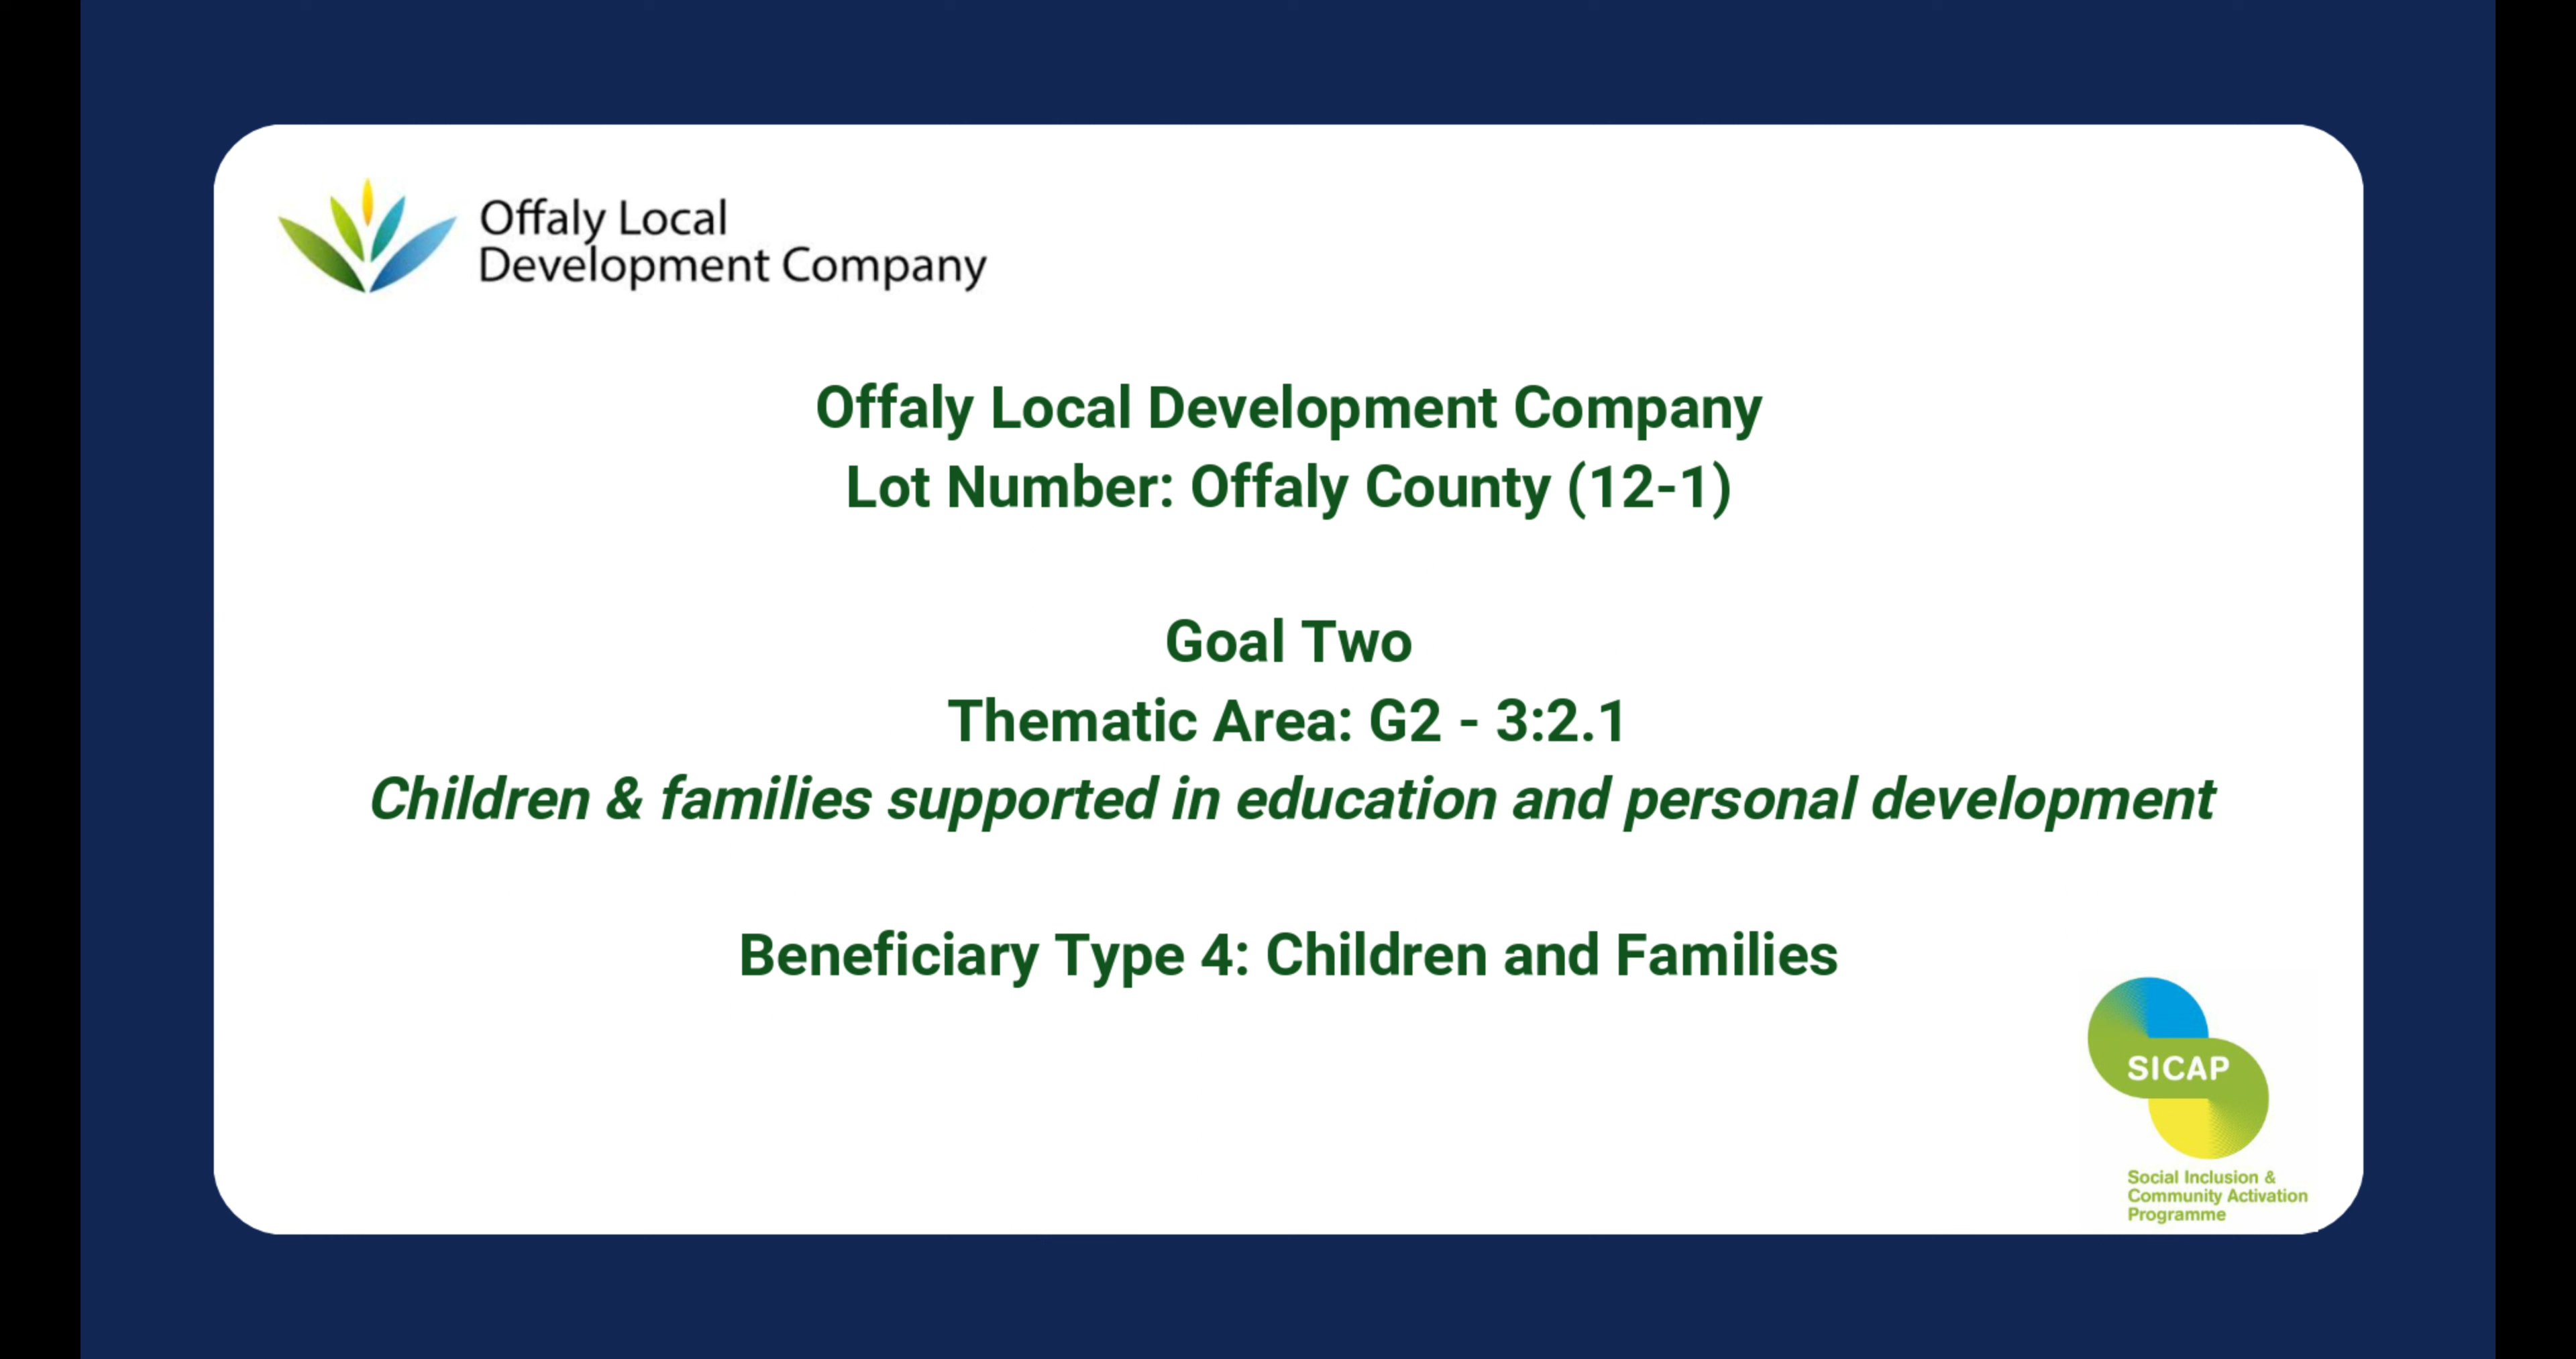 Offaly Local
Development Company
Offaly Local Development Company
Lot Number: Offaly County (12-1)
Goal Two
Thematic Area: G2 - 3:2.1
Children & families supported in education and personal development
Beneficiary Type 4: Children and Families
SICAP
Social Inclusion &
Community Activation
Programme